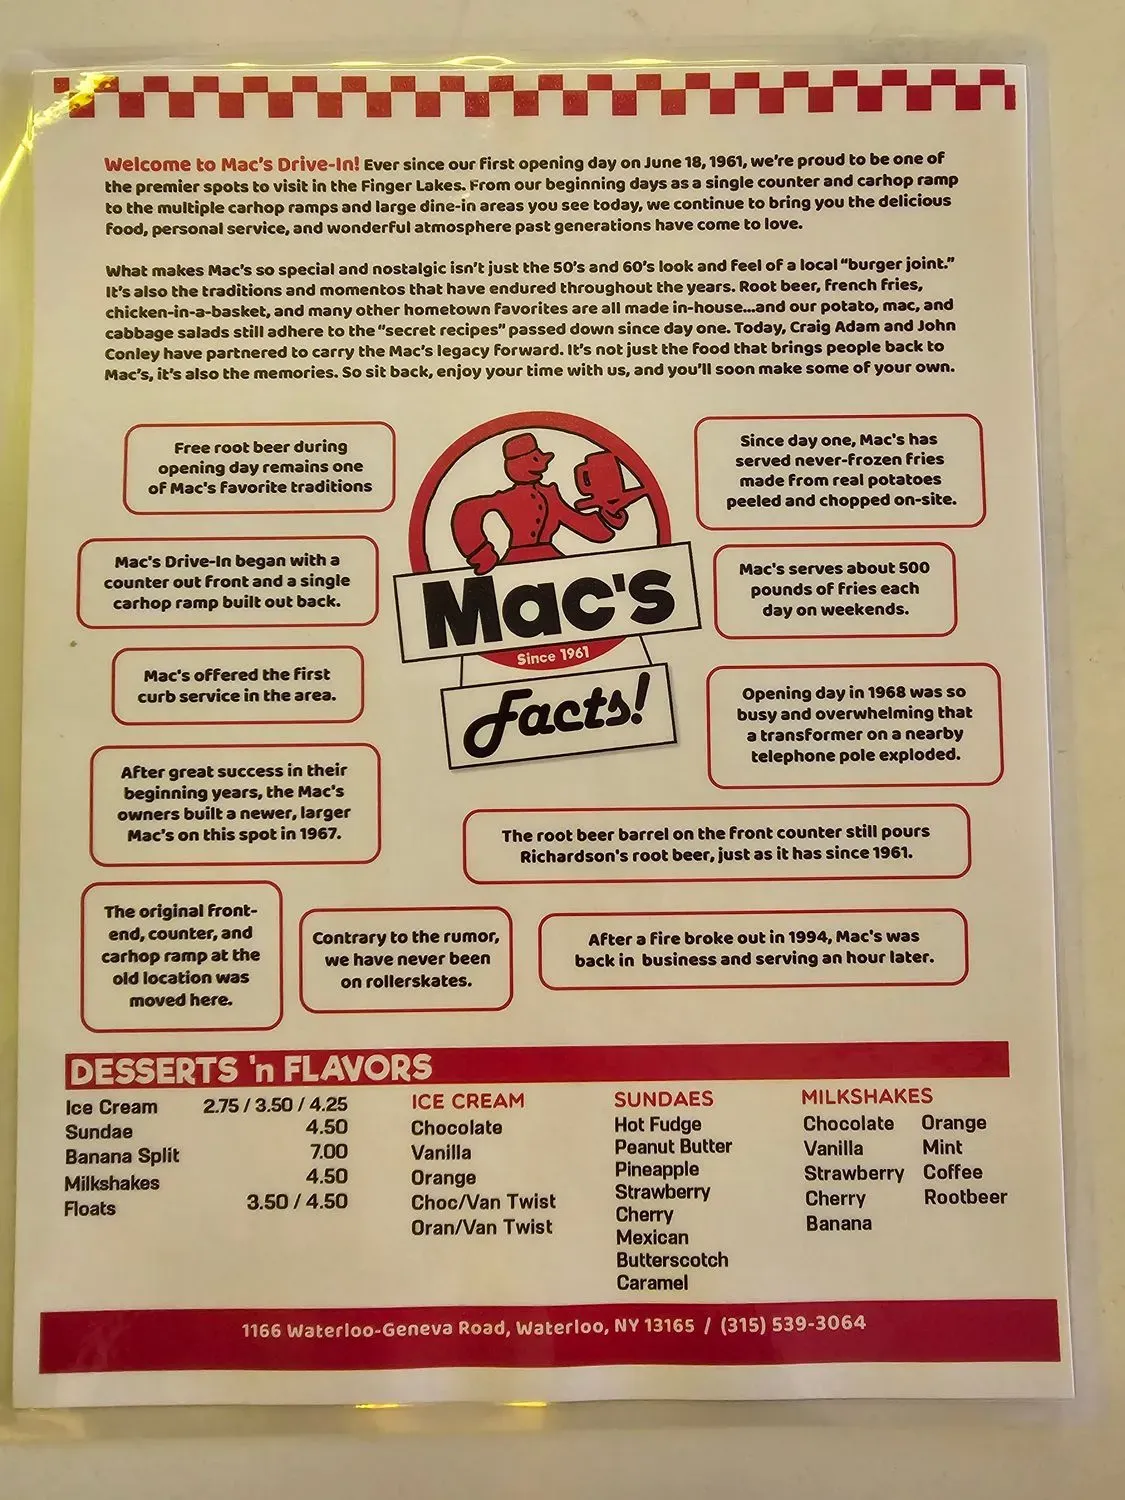 Welcome to Mac's Drive-In! Ever since our first opening day on June 18, 1961, we're proud to be one of
the premier spots to visit in the Finger Lakes. From our beginning days as a single counter and carhop ramp
to the multiple carhop ramps and large dine-in areas you see today, we continue to bring you the delicious
food, personal service, and wonderful atmosphere past generations have come to love.
What makes Mac's so special and nostalgic isn't just the 50's and 60's look and feel of a local "burger joint."
It's also the traditions and momentos that have endured throughout the years. Root beer, french fries,
chicken-in-a-basket, and many other hometown favorites are all made in-house...and our potato, mac, and
cabbage salads still adhere to the "secret recipes" passed down since day one. Today, Craig Adam and John
Conley have partnered to carry the Mac's legacy forward. It's not just the food that brings people back to
Mac's, it's also the memories. So sit back, enjoy your time with us, and you'll soon make some of your own.
Free root beer during
opening day remains one
of Mac's favorite traditions
Mac's Drive-In began with a
counter out front and a single
carhop ramp built out back.
Mac's offered the first
curb service in the area.
After great success in their
beginning years, the Mac's
owners built a newer, larger
Mac's on this spot in 1967.
The original front-
end, counter, and
carhop ramp at the
old location was
moved here.
Contrary to the rumor,
we have never been
on rollerskates.
Mac's
Since 1961
Facts!
Since day one, Mac's has
served never-frozen fries
made from real potatoes
peeled and chopped on-site.
Mac's serves about 500
pounds of fries each
day on weekends.
Opening day in 1968 was so
busy and overwhelming that
a transformer on a nearby
telephone pole exploded.
The root beer barrel on the front counter still pours
Richardson's root beer, just as it has since 1961.
After a fire broke out in 1994, Mac's was
back in business and serving an hour later.
DESSERTS 'n FLAVORS
Ice Cream 2.75 / 3.50 / 4.25
Sundae 4.50
Banana Split 7.00
Milkshakes 4.50
Floats 3.50 / 4.50
ICE CREAM
Chocolate
Vanilla
Orange
Choc/Van Twist
Oran/Van Twist
SUNDAES
Hot Fudge
Peanut Butter
Pineapple
Strawberry
Cherry
Mexican
Butterscotch
Caramel
MILKSHAKES
Chocolate Orange
Vanilla Mint
Strawberry Coffee
Cherry Rootbeer
Banana
1166 Waterloo-Geneva Road, Waterloo, NY 13165 / (315) 539-3064